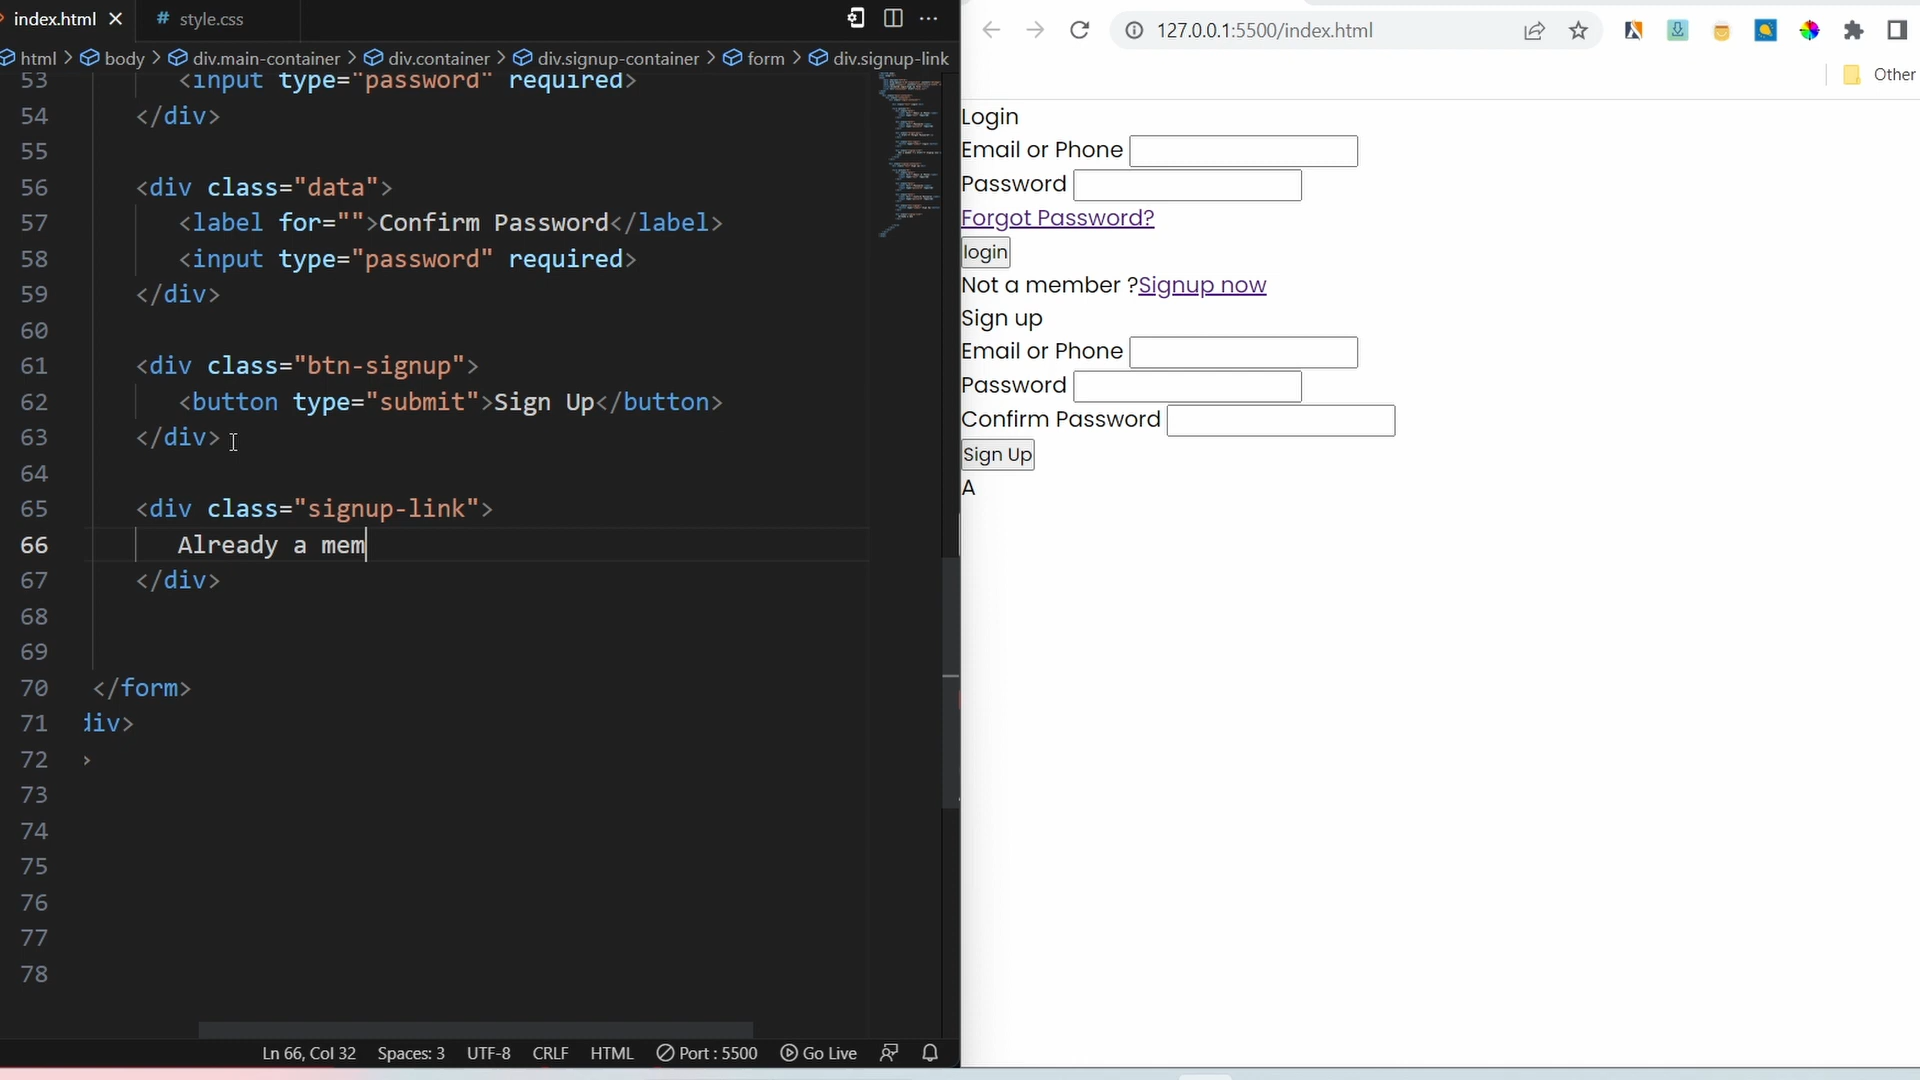 index.html
# style.css
127.0.0.1:5500/index.html
html > body > div.main-container > div.container > div.signup-container > form > div.signup-link
Other
53 <input type="password" required>
54 </div>
55
56 <div class="data">
57 <label for="">Confirm Password</label>
58 <input type="password" required>
59 </div>
60
61 <div class="btn-signup">
62 <button type="submit">Sign Up</button>
63 </div>
64
65 <div class="signup-link">
66 Already a mem
67 </div>
68
69
70 </form>
71 div>
72 >
73
74
75
76
77
78
Ln 66, Col 32 Spaces: 3 UTF-8 CRLF HTML Port : 5500 Go Live
Login
Email or Phone
Password
Forgot Password?
login
Not a member ?Signup now
Sign up
Email or Phone
Password
Confirm Password
Sign Up
A